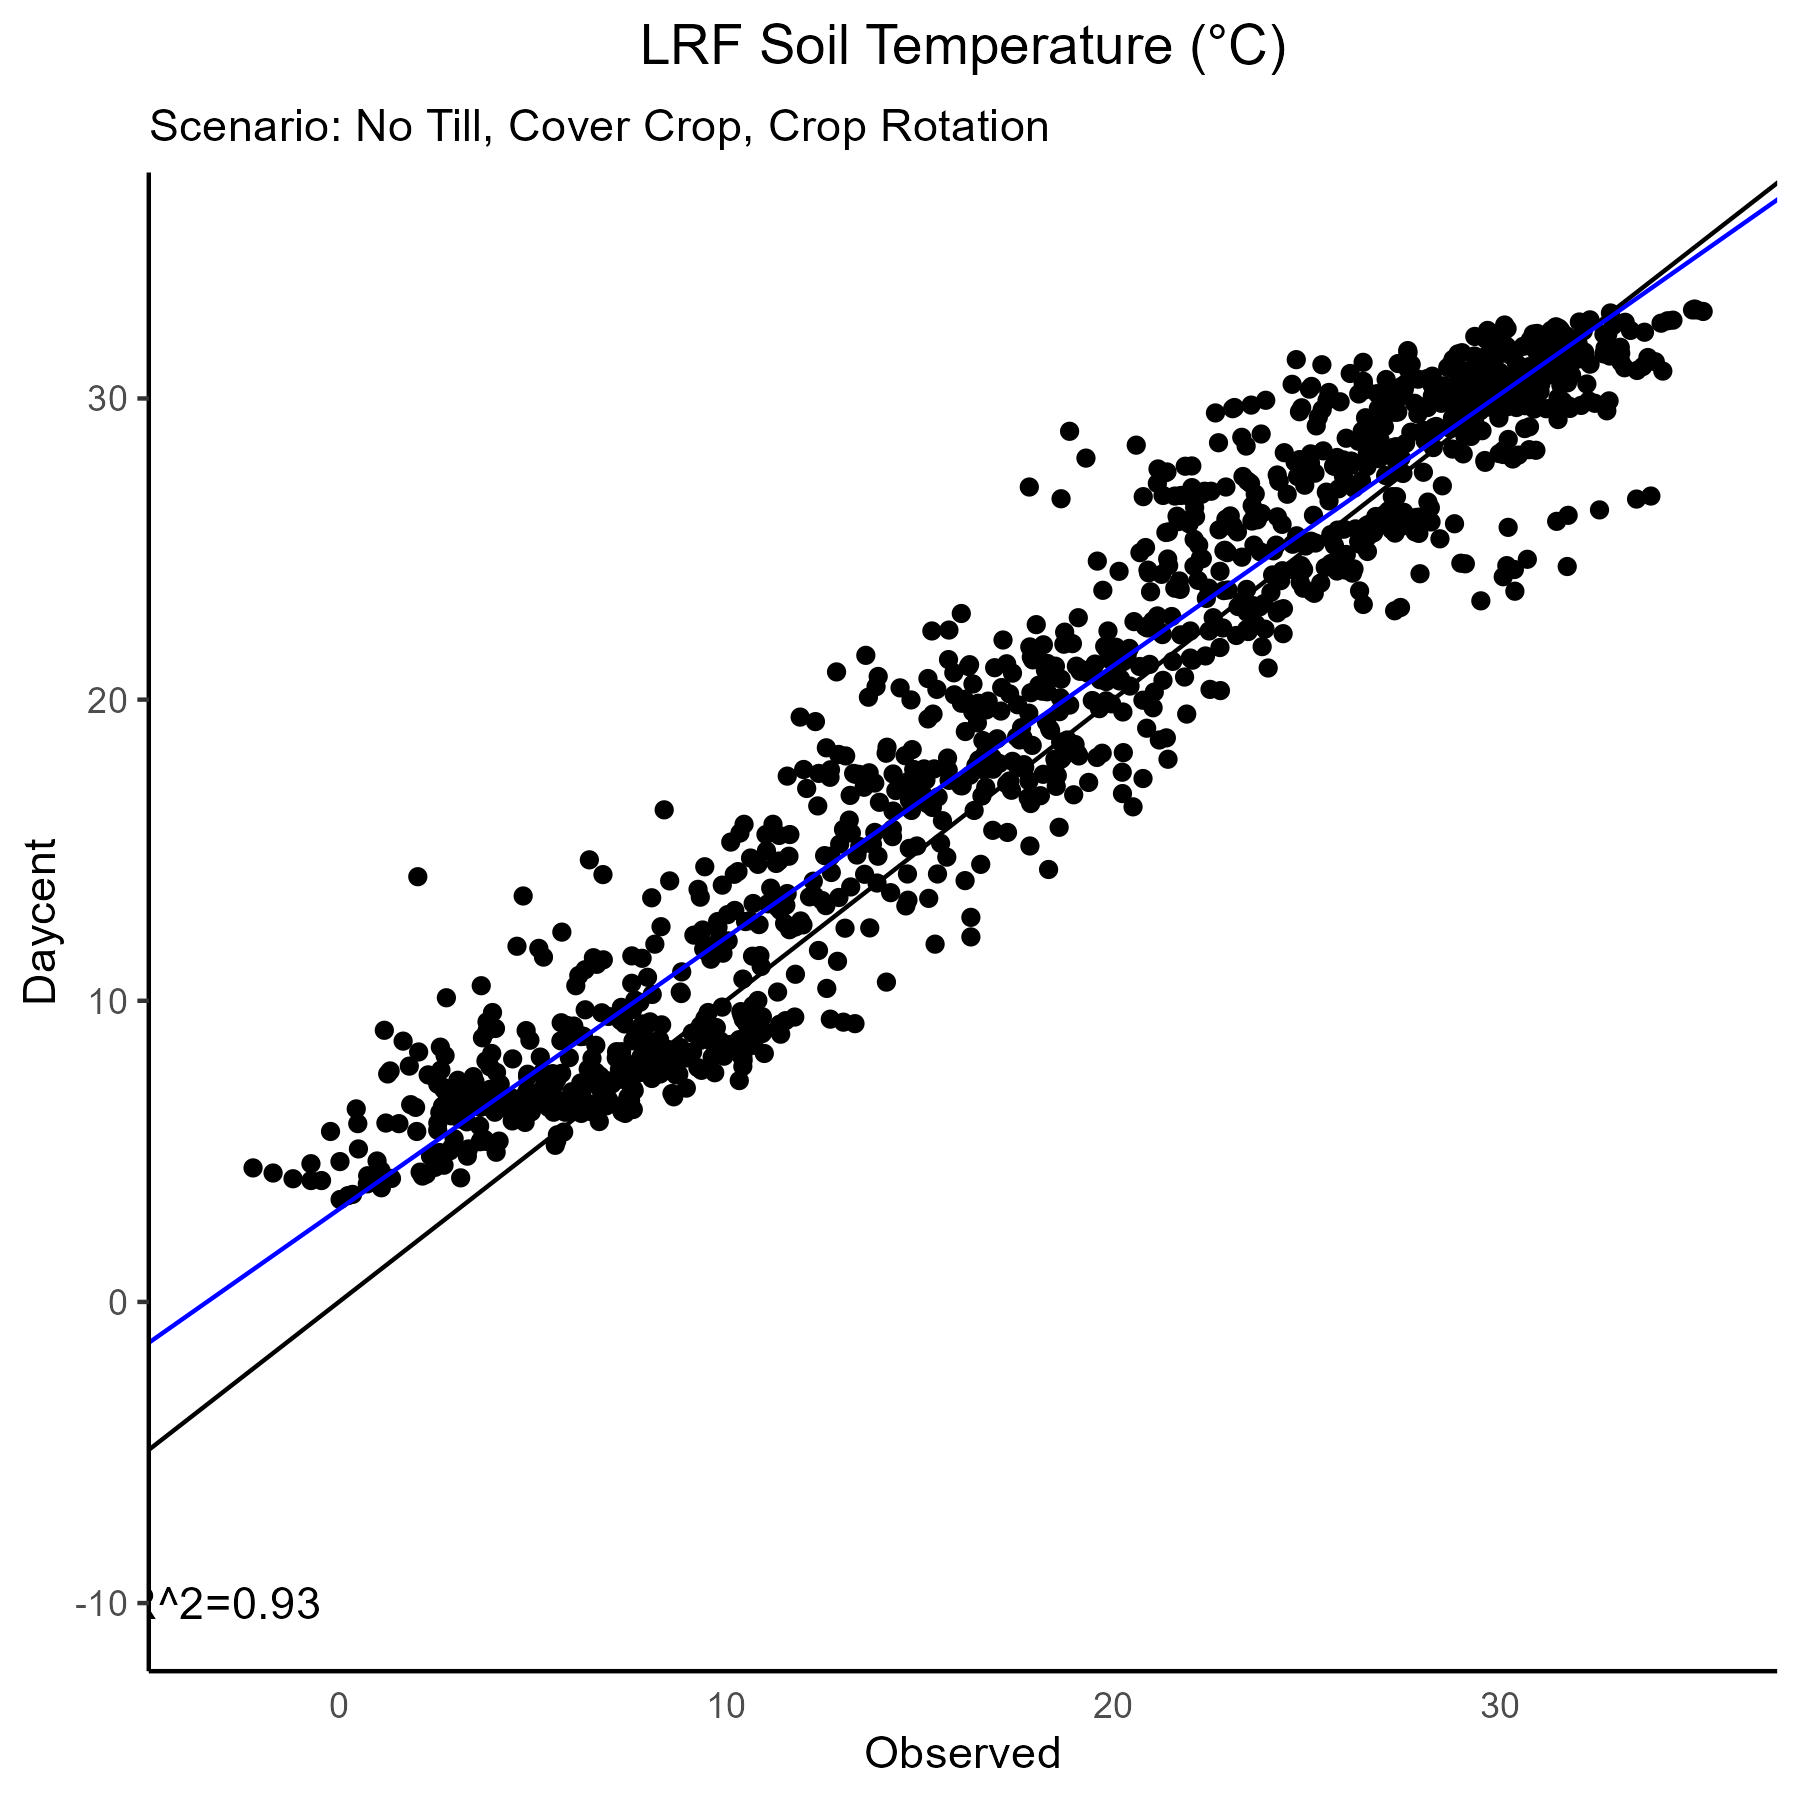 LRF Soil Temperature (°C)
Scenario: No Till, Cover Crop, Crop Rotation
Daycent
30
20
10
0
-10
^2=0.93
0
10
20
30
Observed